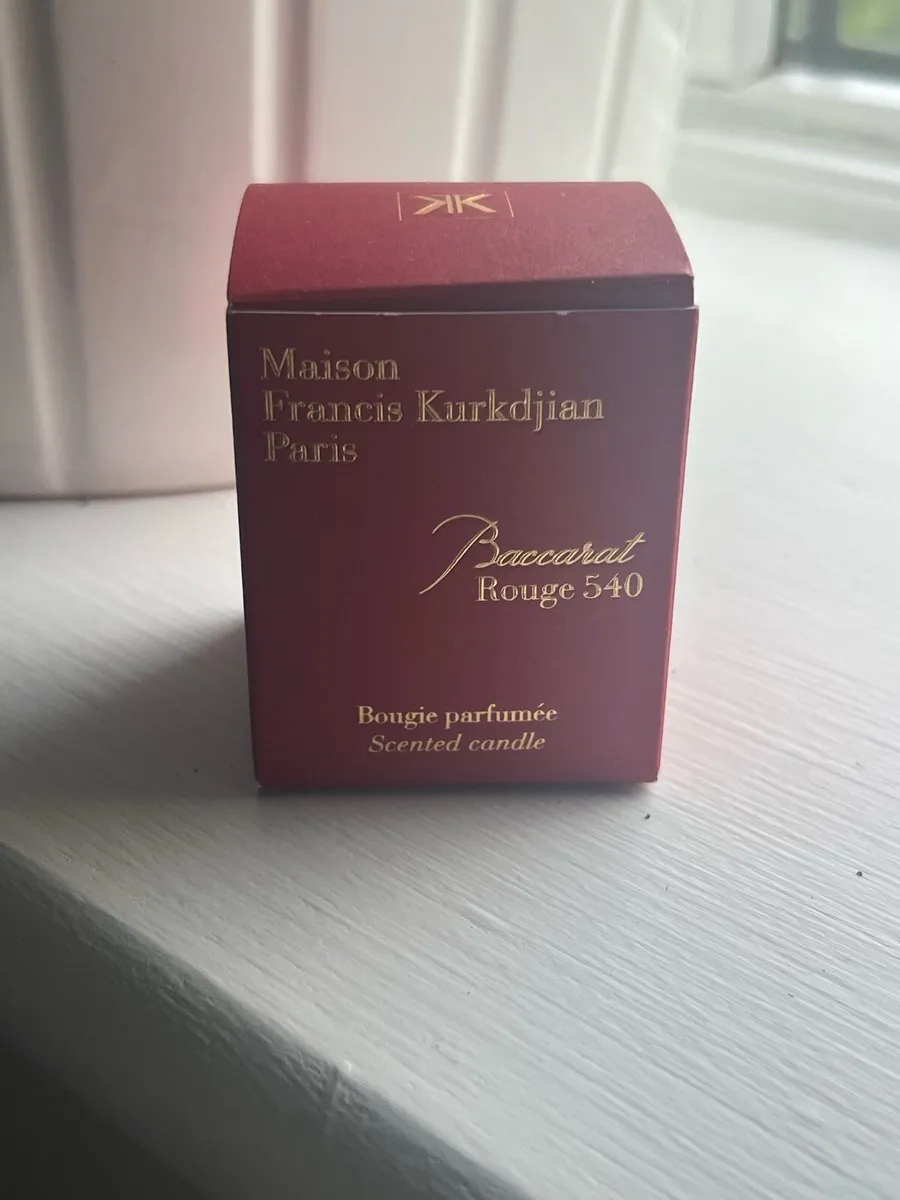 Maison
Francis Kurkdjian
Paris
Baccarat
Rouge 540
Bougie parfumée
Scented candle